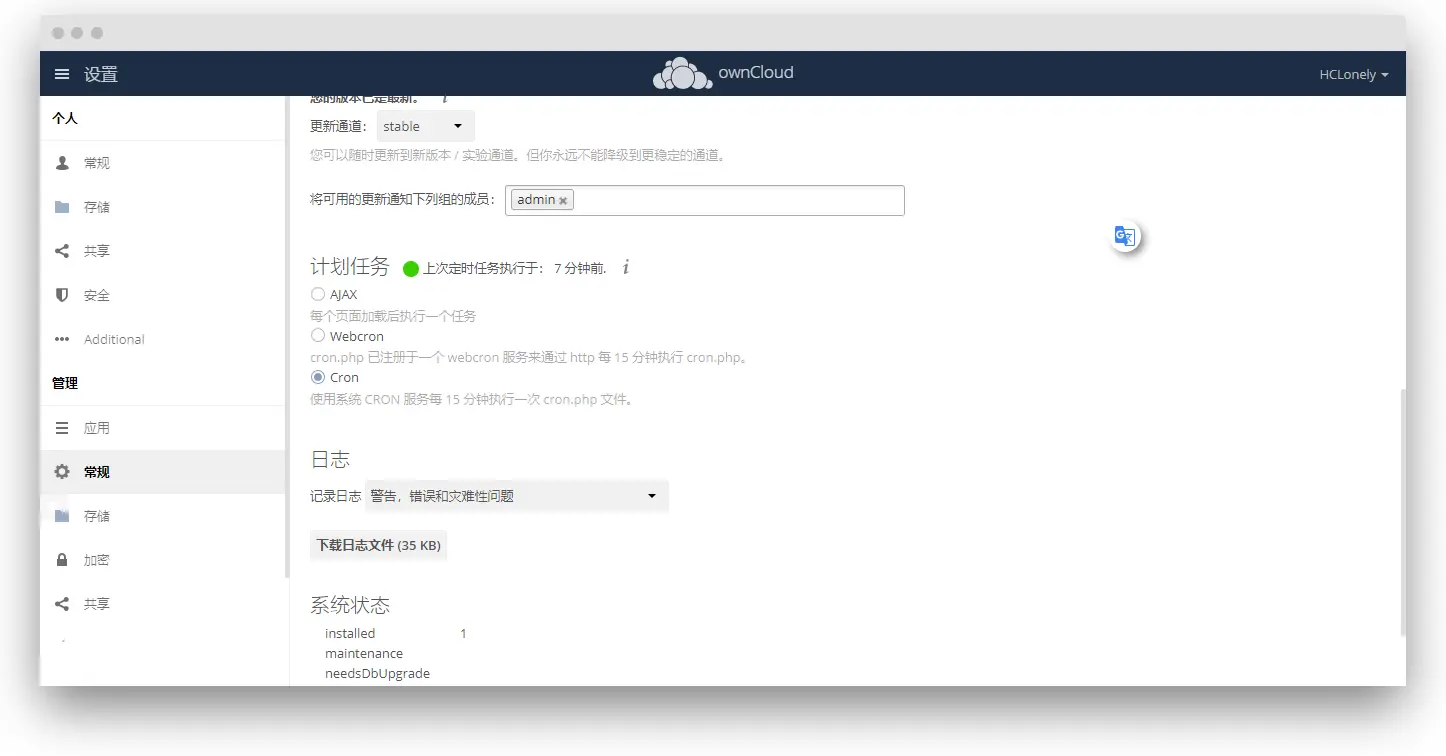 设置
ownCloud
HCLonely
个人
常规
存储
共享
安全
Additional
管理
应用
常规
存储
加密
共享
您的版本已是最新。 i
更新通道： stable
您可以随时更新到新版本 / 实验通道。但你永远不能降级到更稳定的通道。
将可用的更新通知下列组的成员： admin ×
计划任务 上次定时任务执行于： 7 分钟前. i
AJAX
每个页面加载后执行一个任务
Webcron
cron.php 已注册于一个 webcron 服务来通过 http 每 15 分钟执行 cron.php。
Cron
使用系统 CRON 服务每 15 分钟执行一次 cron.php 文件。
日志
记录日志 警告，错误和灾难性问题
下载日志文件 (35 KB)
系统状态
installed 1
maintenance
needsDbUpgrade